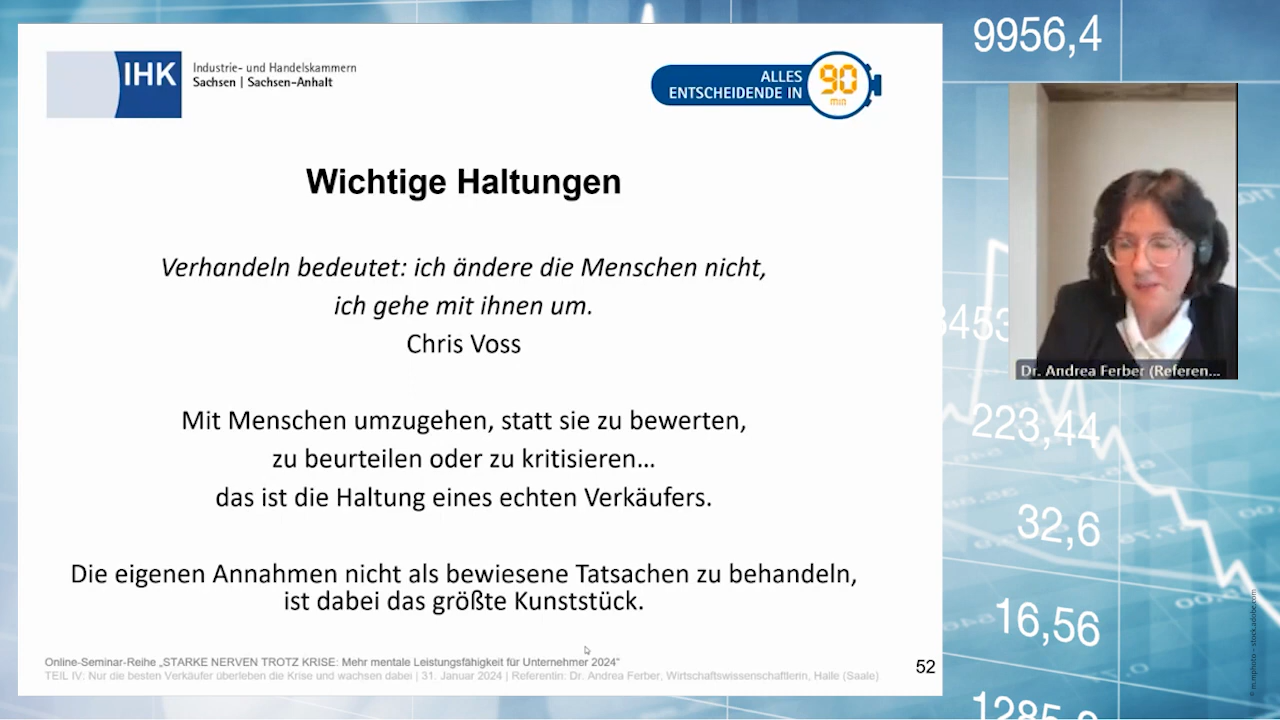 IHK
Industrie- und Handelskammern
Sachsen | Sachsen-Anhalt
ALLES
ENTSCHEIDENDE IN
90
min
Wichtige Haltungen
Verhandeln bedeutet: ich ändere die Menschen nicht,
ich gehe mit ihnen um.
Chris Voss
Mit Menschen umzugehen, statt sie zu bewerten,
zu beurteilen oder zu kritisieren…
das ist die Haltung eines echten Verkäufers.
Die eigenen Annahmen nicht als bewiesene Tatsachen zu behandeln,
ist dabei das größte Kunststück.
Online-Seminar-Reihe „STARKE NERVEN TROTZ KRISE: Mehr mentale Leistungsfähigkeit für Unternehmer 2024“
TEIL IV: Nur die besten Verkäufer überleben die Krise und wachsen dabei | 31. Januar 2024 | Referentin: Dr. Andrea Ferber, Wirtschaftswissenschaftlerin, Halle (Saale)
52
9956,4
Dr. Andrea Ferber (Referen...
223,44
32,6
16,56